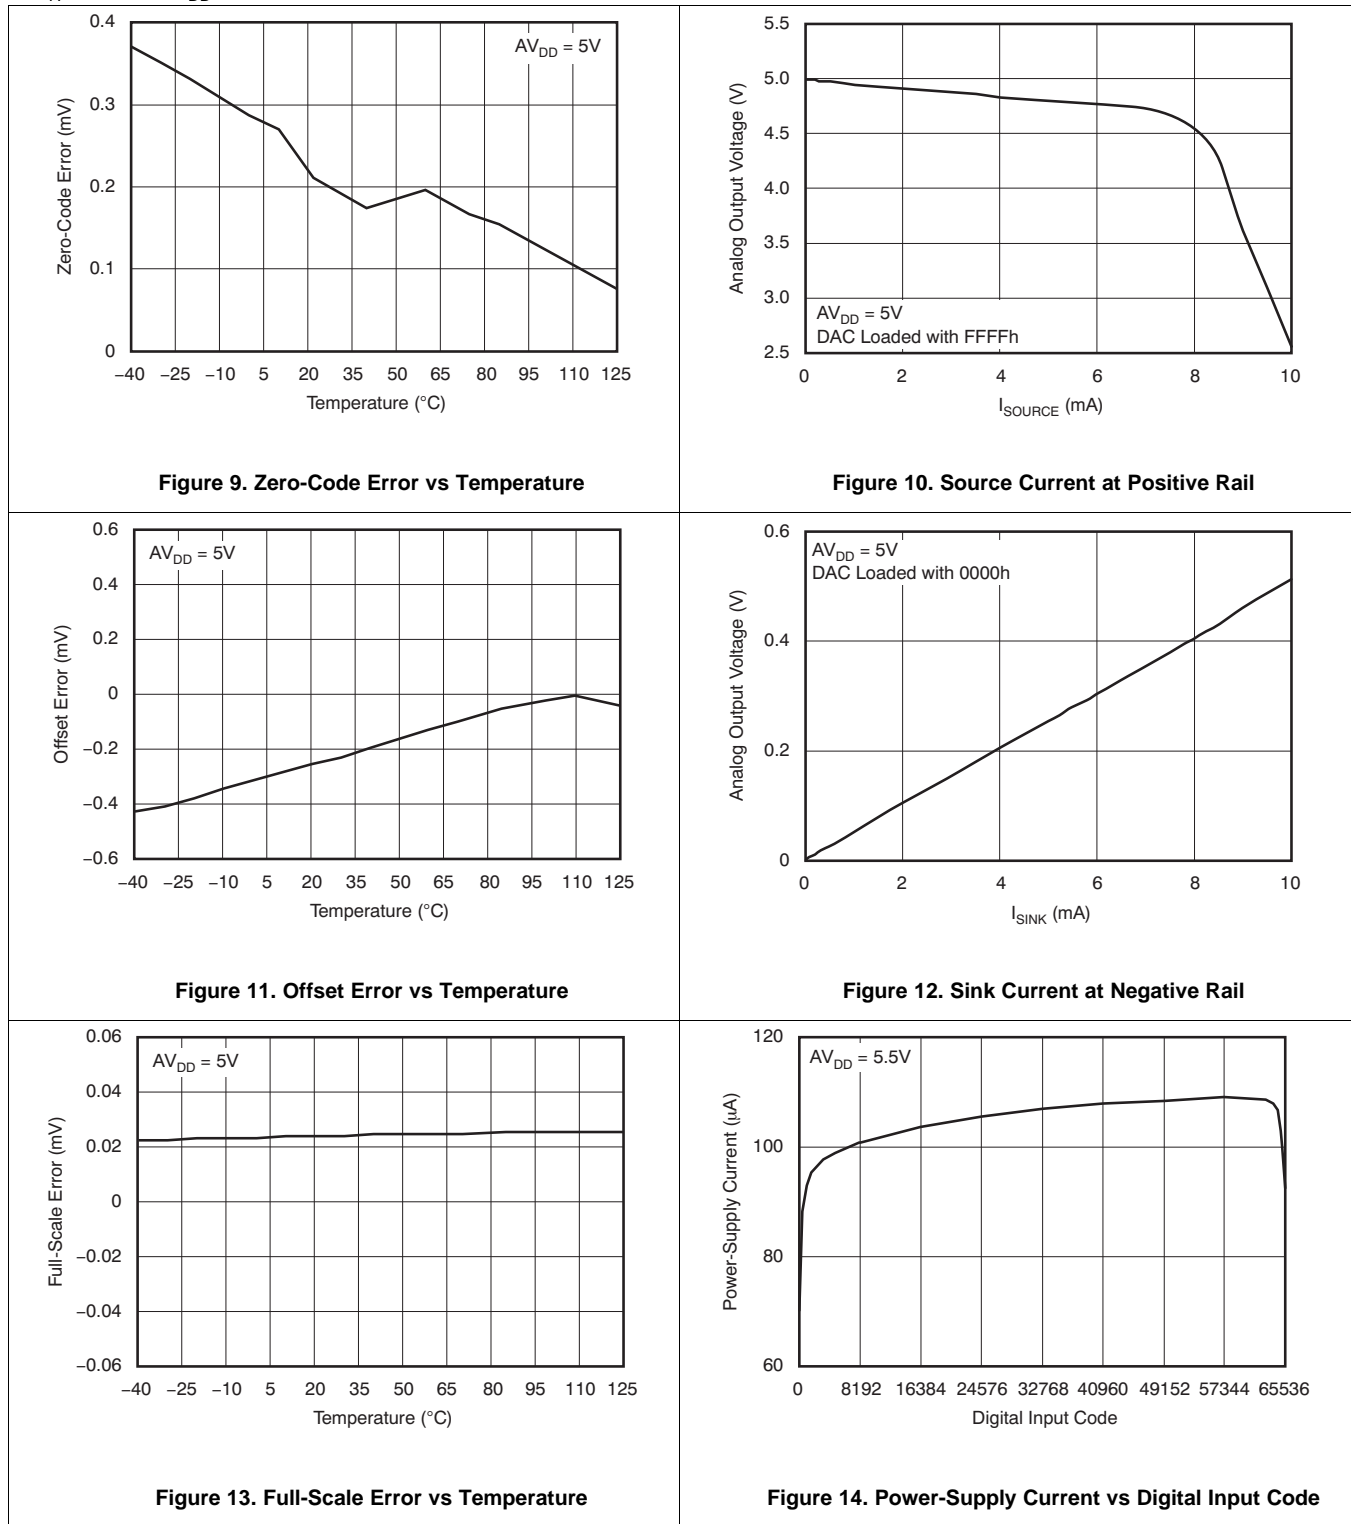 DD
0.4
0.3
0.2
0.1
0
Zero-Code Error (mV)
AVDD = 5V
−40 −25 −10 5 20 35 50 65 80 95 110 125
Temperature (°C)
Figure 9. Zero-Code Error vs Temperature
5.5
5.0
4.5
4.0
3.5
3.0
2.5
Analog Output Voltage (V)
AVDD = 5V
DAC Loaded with FFFFh
0 2 4 6 8 10
ISOURCE (mA)
Figure 10. Source Current at Positive Rail
0.6
0.4
0.2
0
−0.2
−0.4
−0.6
Offset Error (mV)
AVDD = 5V
−40 −25 −10 5 20 35 50 65 80 95 110 125
Temperature (°C)
Figure 11. Offset Error vs Temperature
0.6
0.4
0.2
0
Analog Output Voltage (V)
AVDD = 5V
DAC Loaded with 0000h
0 2 4 6 8 10
ISINK (mA)
Figure 12. Sink Current at Negative Rail
0.06
0.04
0.02
0
−0.02
−0.04
−0.06
Full-Scale Error (mV)
AVDD = 5V
−40 −25 −10 5 20 35 50 65 80 95 110 125
Temperature (°C)
Figure 13. Full-Scale Error vs Temperature
120
100
80
60
Power-Supply Current (µA)
AVDD = 5.5V
0 8192 16384 24576 32768 40960 49152 57344 65536
Digital Input Code
Figure 14. Power-Supply Current vs Digital Input Code